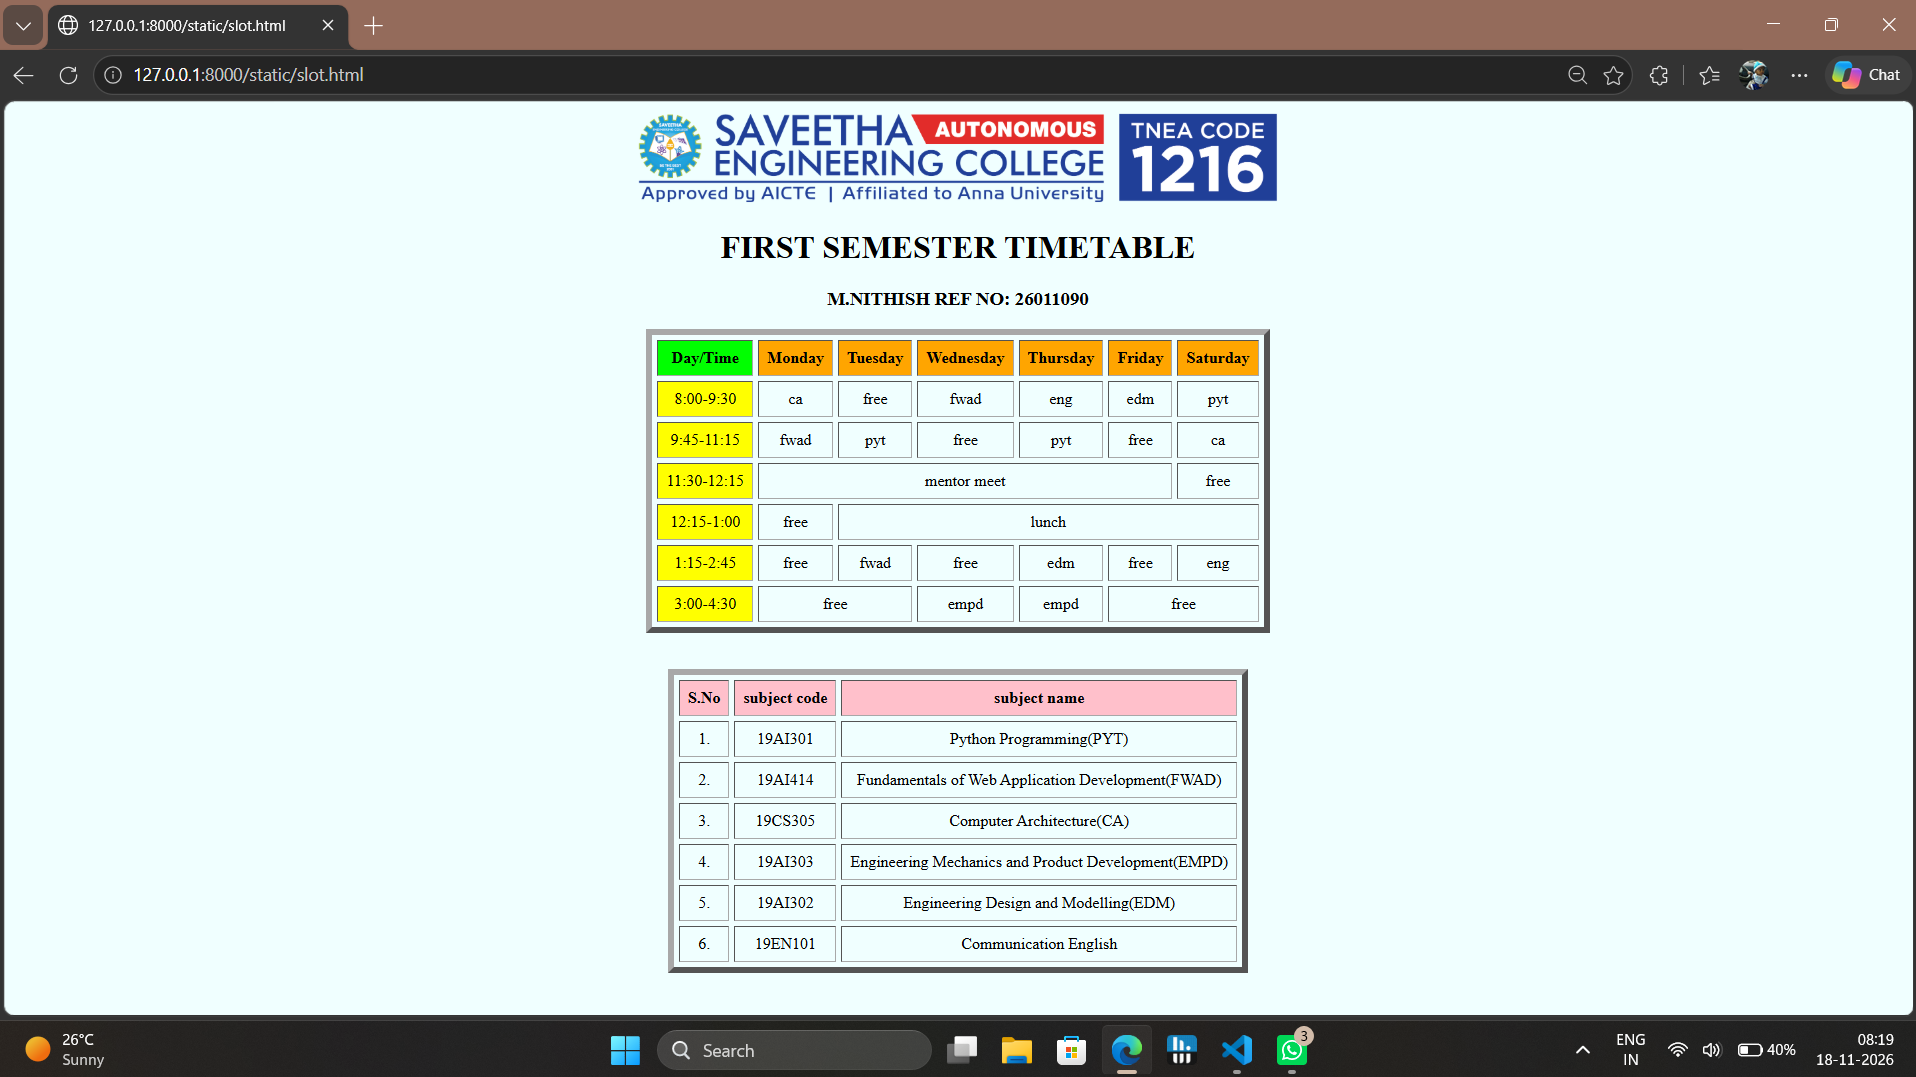 127.0.0.1:8000/static/slot.html
127.0.0.1:8000/static/slot.html
Chat
SAVEETHA AUTONOMOUS
ENGINEERING COLLEGE
Approved by AICTE | Affiliated to Anna University
TNEA CODE
1216
FIRST SEMESTER TIMETABLE
M.NITHISH REF NO: 26011090
Day/Time Monday Tuesday Wednesday Thursday Friday Saturday
8:00-9:30 ca free fwad eng edm pyt
9:45-11:15 fwad pyt free pyt free ca
11:30-12:15 mentor meet free
12:15-1:00 free lunch
1:15-2:45 free fwad free edm free eng
3:00-4:30 free empd empd free
S.No subject code subject name
1. 19AI301 Python Programming(PYT)
2. 19AI414 Fundamentals of Web Application Development(FWAD)
3. 19CS305 Computer Architecture(CA)
4. 19AI303 Engineering Mechanics and Product Development(EMPD)
5. 19AI302 Engineering Design and Modelling(EDM)
6. 19EN101 Communication English
26°C
Sunny
Search
3
ENG
IN
40%
08:19
18-11-2026